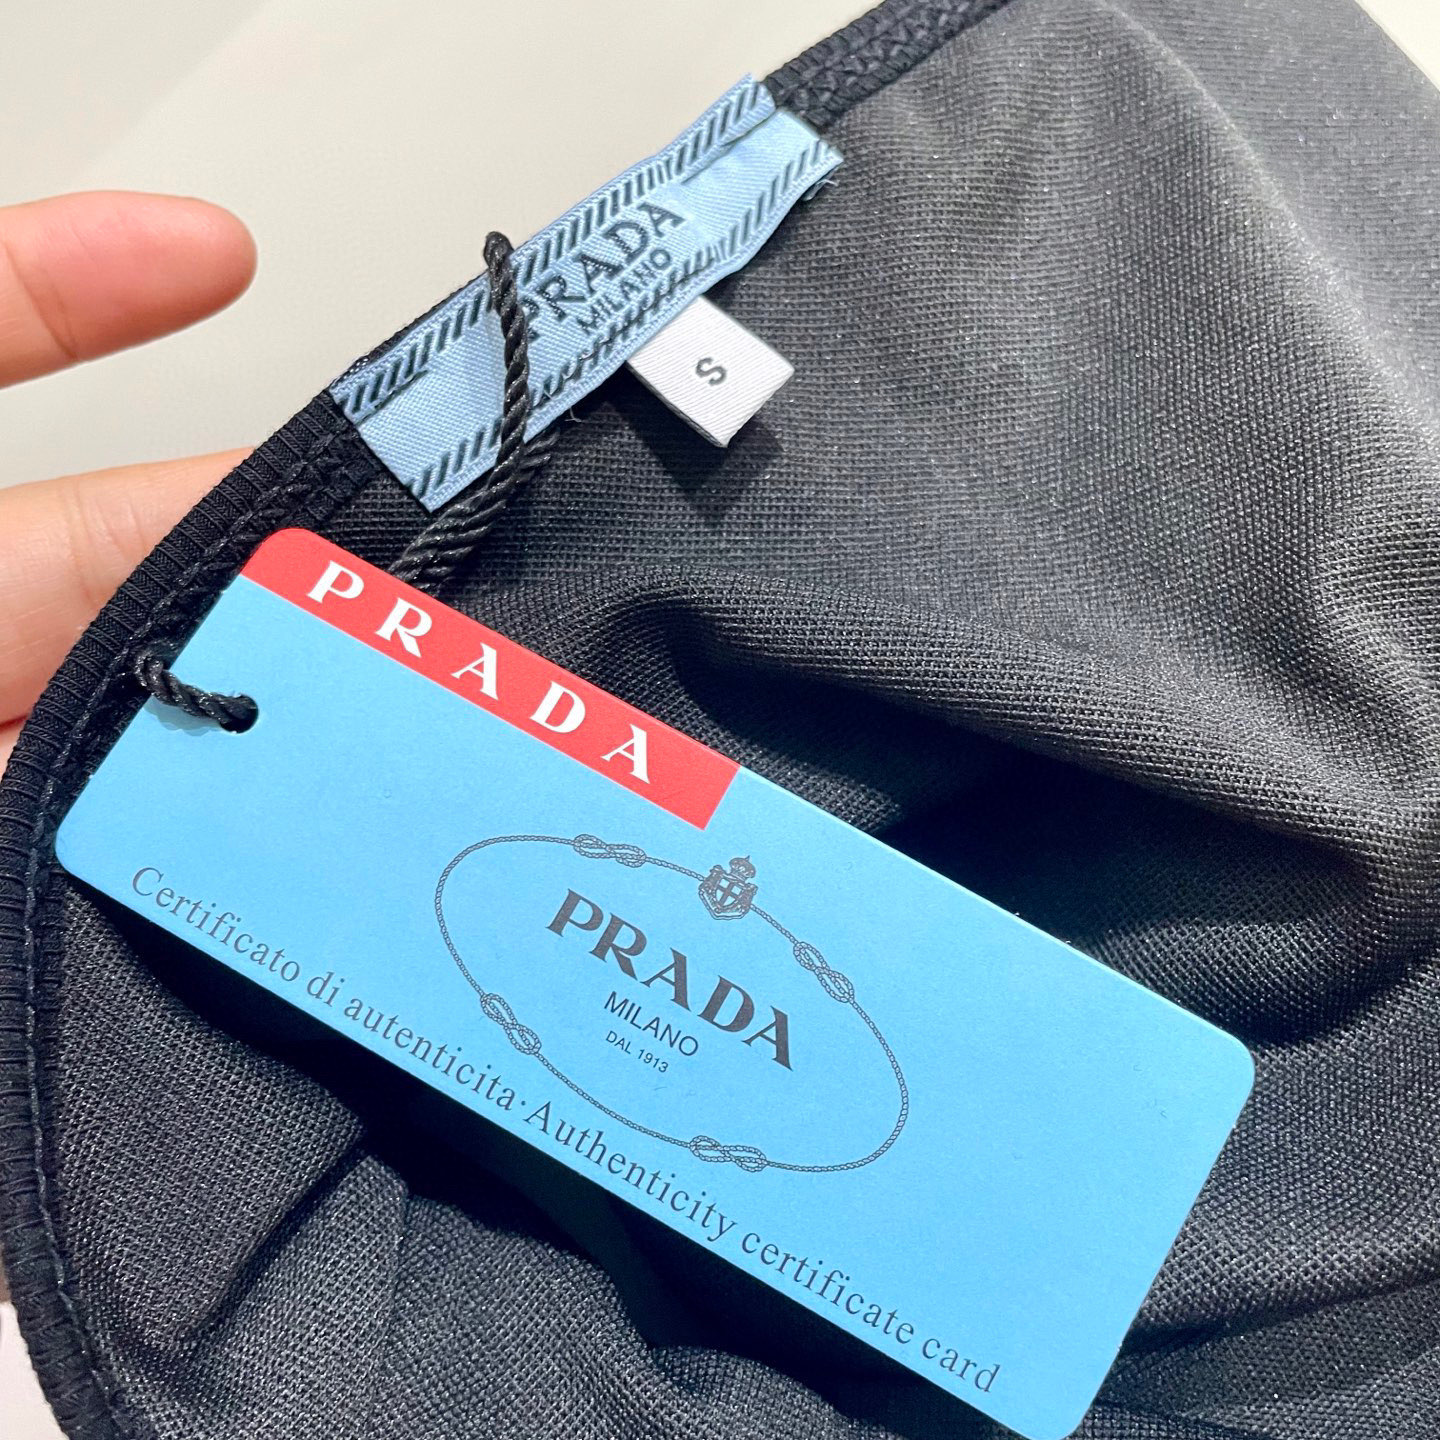 PRADA
MILANO
S
PRADA
PRADA
MILANO
DAL 1913
Certificato di autenticita·Authenticity certificate card